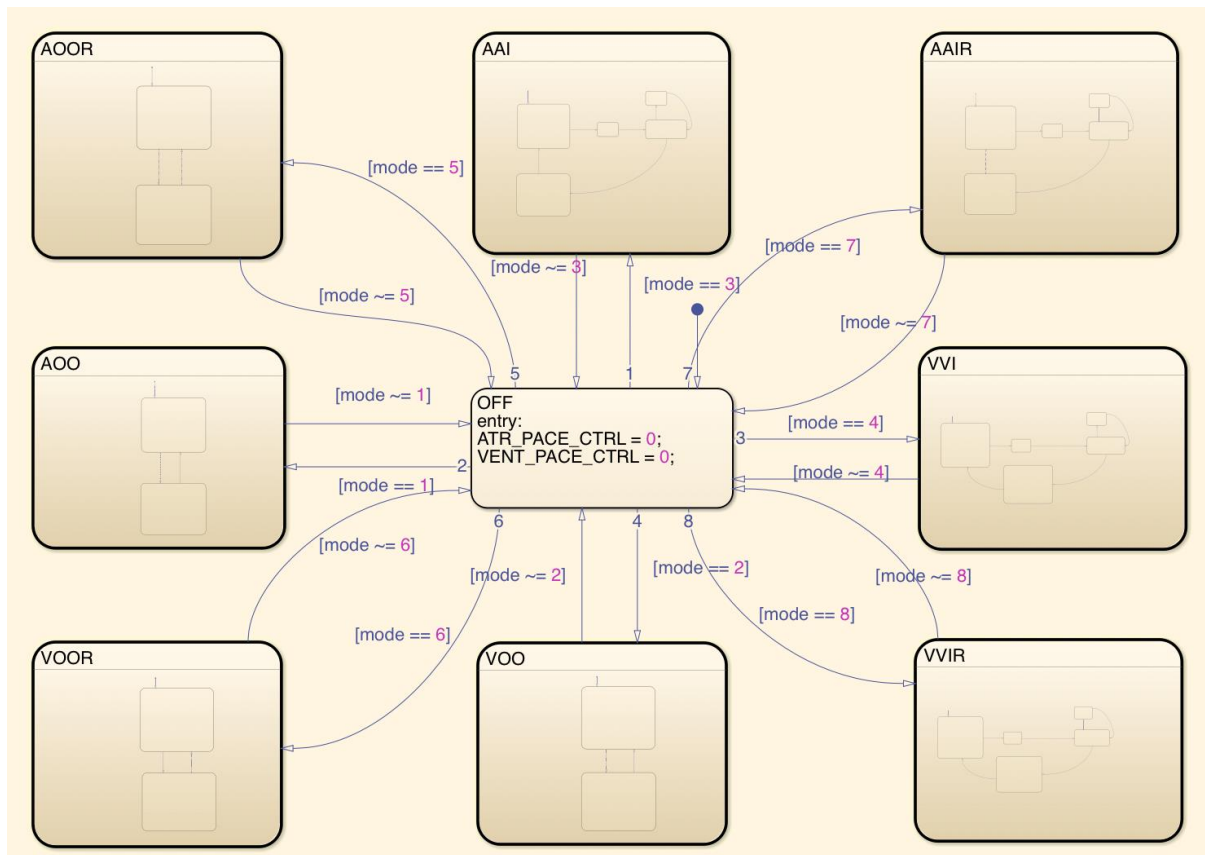 AOOR
AAI
AAIR
[mode == 5]
[mode == 7]
[mode ~= 3]
[mode == 3]
[mode ~= 5]
[mode ~= 7]
AOO
VVI
5
1
7
[mode ~= 1]
OFF
entry:
ATR_PACE_CTRL = 0;
VENT_PACE_CTRL = 0;
[mode == 4]
3
2
[mode ~= 4]
[mode == 1]
6
4
8
[mode ~= 6]
[mode ~= 2]
[mode == 2]
[mode ~= 8]
[mode == 6]
[mode == 8]
VOOR
VOO
VVIR